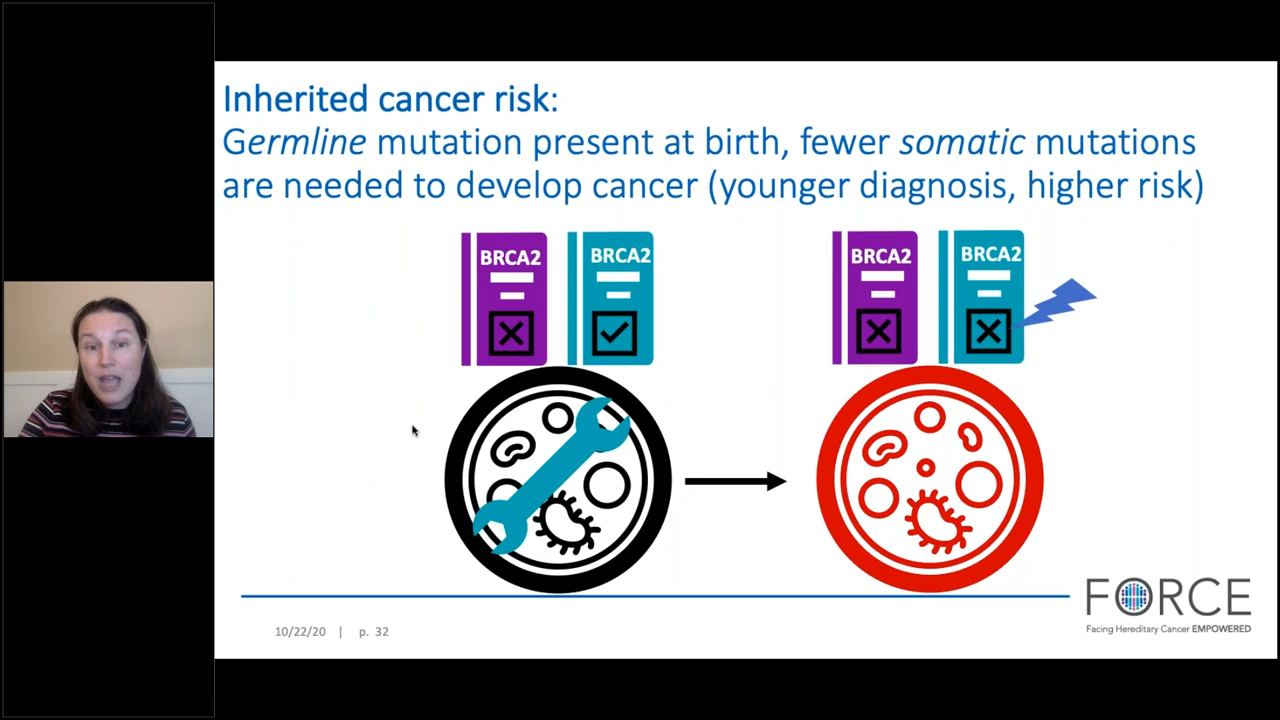 Inherited cancer risk:
Germline mutation present at birth, fewer somatic mutations
are needed to develop cancer (younger diagnosis, higher risk)
BRCA2 BRCA2 BRCA2 BRCA2
FORCE
Facing Hereditary Cancer EMPOWERED
10/22/20 | p. 32